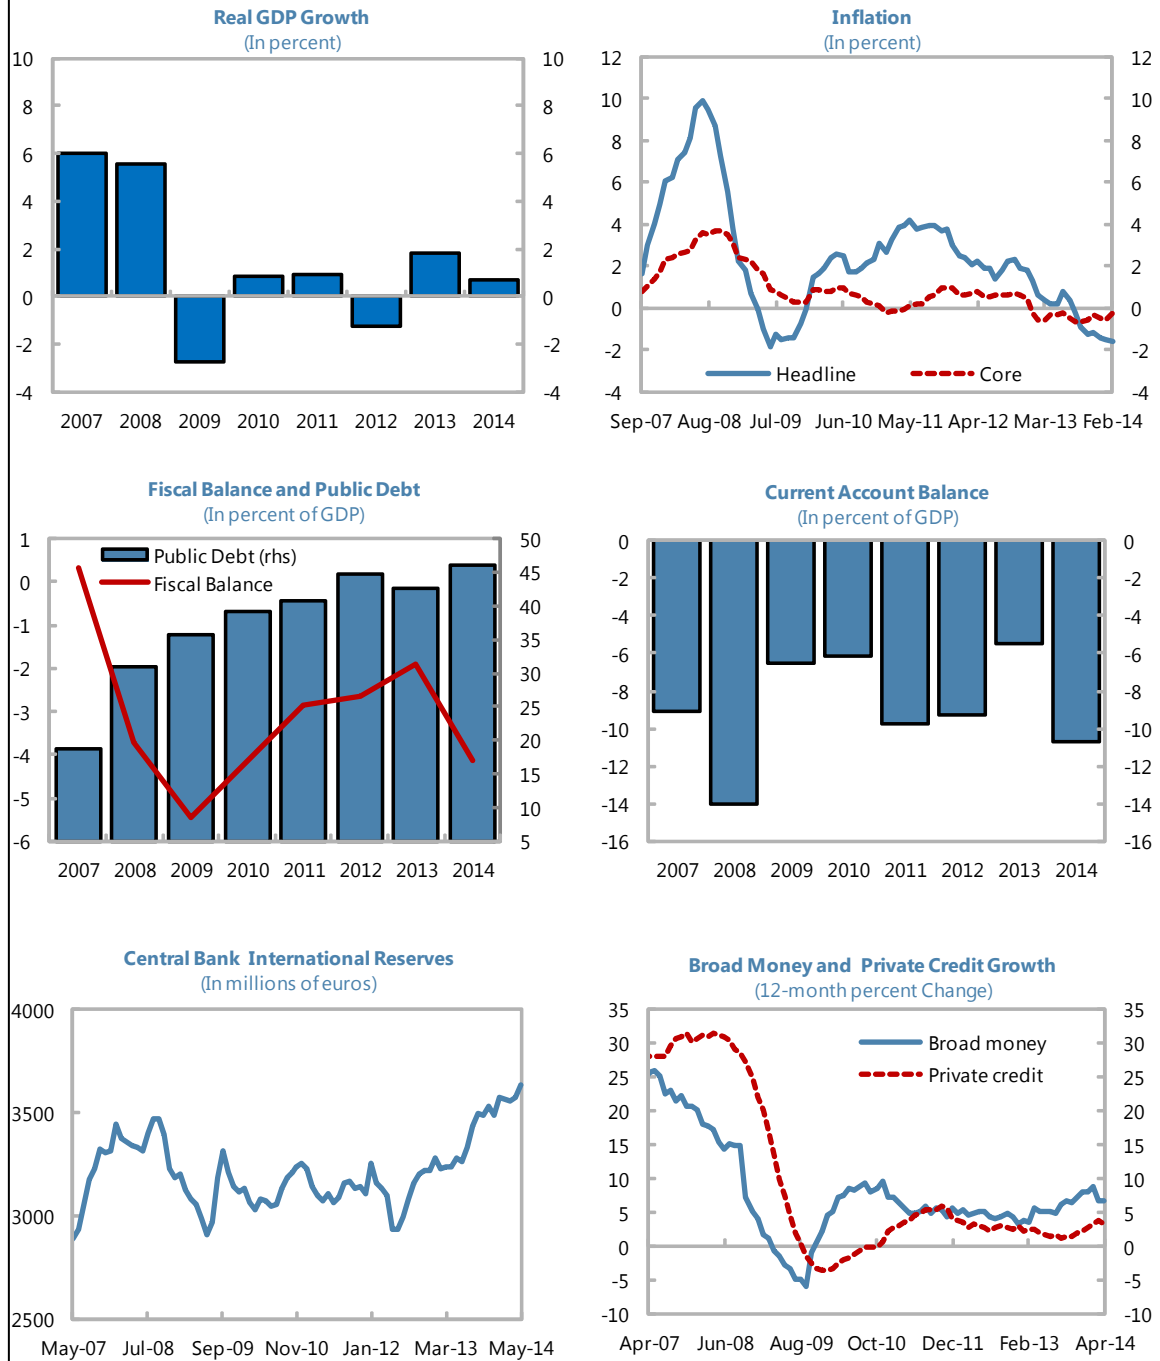 Real GDP Growth
(In percent)
10 10
8 8
6 6
4 4
2 2
0 0
-2 -2
-4 -4
2007 2008 2009 2010 2011 2012 2013 2014
Inflation
(In percent)
12 12
10 10
8 8
6 6
4 4
2 2
0 0
-2 -2
Headline Core
-4 -4
Sep-07 Aug-08 Jul-09 Jun-10 May-11 Apr-12 Mar-13 Feb-14
Fiscal Balance and Public Debt
(In percent of GDP)
1 50
Public Debt (rhs)
0 45
Fiscal Balance
40
-1 35
-2 30
-3 25
20
-4 15
-5 10
-6 5
2007 2008 2009 2010 2011 2012 2013 2014
Current Account Balance
(In percent of GDP)
0 0
-2 -2
-4 -4
-6 -6
-8 -8
-10 -10
-12 -12
-14 -14
-16 -16
2007 2008 2009 2010 2011 2012 2013 2014
Central Bank International Reserves
(In millions of euros)
4000
3500
3000
2500
May-07 Jul-08 Sep-09 Nov-10 Jan-12 Mar-13 May-14
Broad Money and Private Credit Growth
(12-month percent Change)
35 35
Broad money
30 30
Private credit
25 25
20 20
15 15
10 10
5 5
0 0
-5 -5
-10 -10
Apr-07 Jun-08 Aug-09 Oct-10 Dec-11 Feb-13 Apr-14